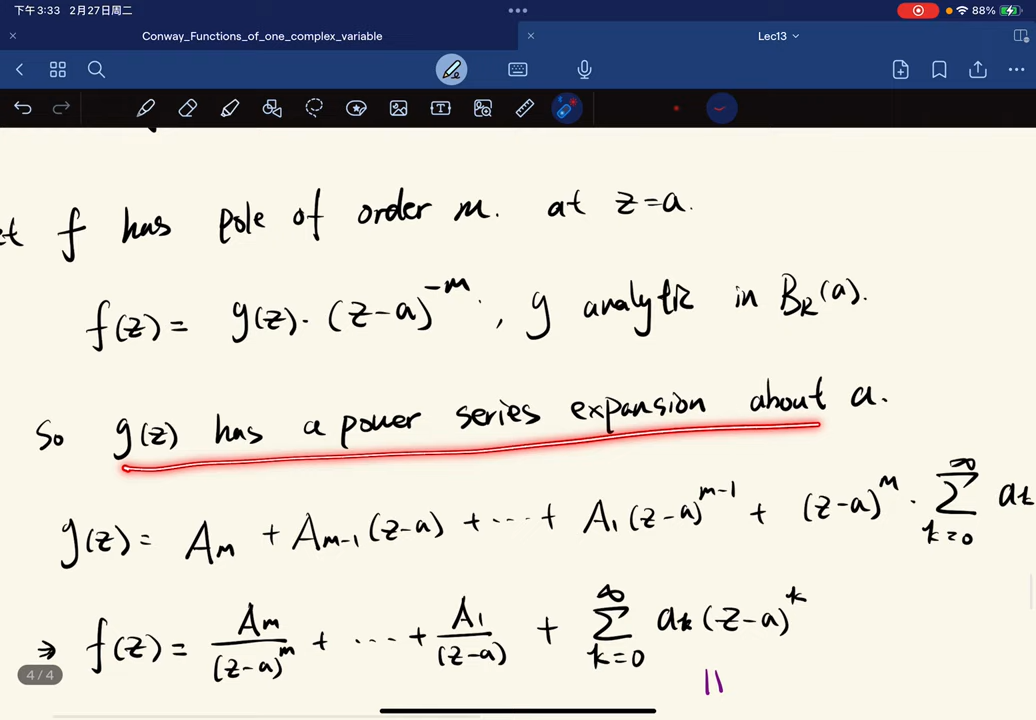 下午3:33 2月27日周二
88%
Conway_Functions_of_one_complex_variable
Lec13
f has pole of order m. at z=a.
f(z) = g(z)·(z-a)^{-m}, g analytic in B_R(a).
So g(z) has a power series expansion about a.
g(z) = A_m + A_{m-1}(z-a) + ··· + A_1(z-a)^{m-1} + (z-a)^m · ∑_{k=0}^∞ a_k
⇒ f(z) = A_m/(z-a)^m + ··· + A_1/(z-a) + ∑_{k=0}^∞ a_k(z-a)^k
4/4